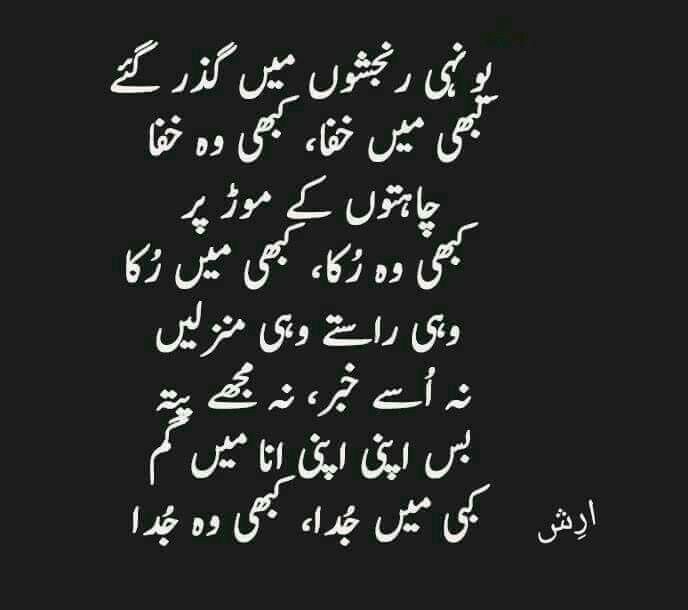 یونہی رنجشوں میں گذر گئے
کبھی میں خفا، کبھی وہ خفا
چاہتوں کے موڑ پر
کبھی وہ رُکا، کبھی میں رُکا
وہی راستے وہی منزلیں
نہ اُسے خبر، نہ مجھے پتہ
بس اپنی اپنی انا میں گم
کبی میں جُدا، کبھی وہ جُدا
ارِش